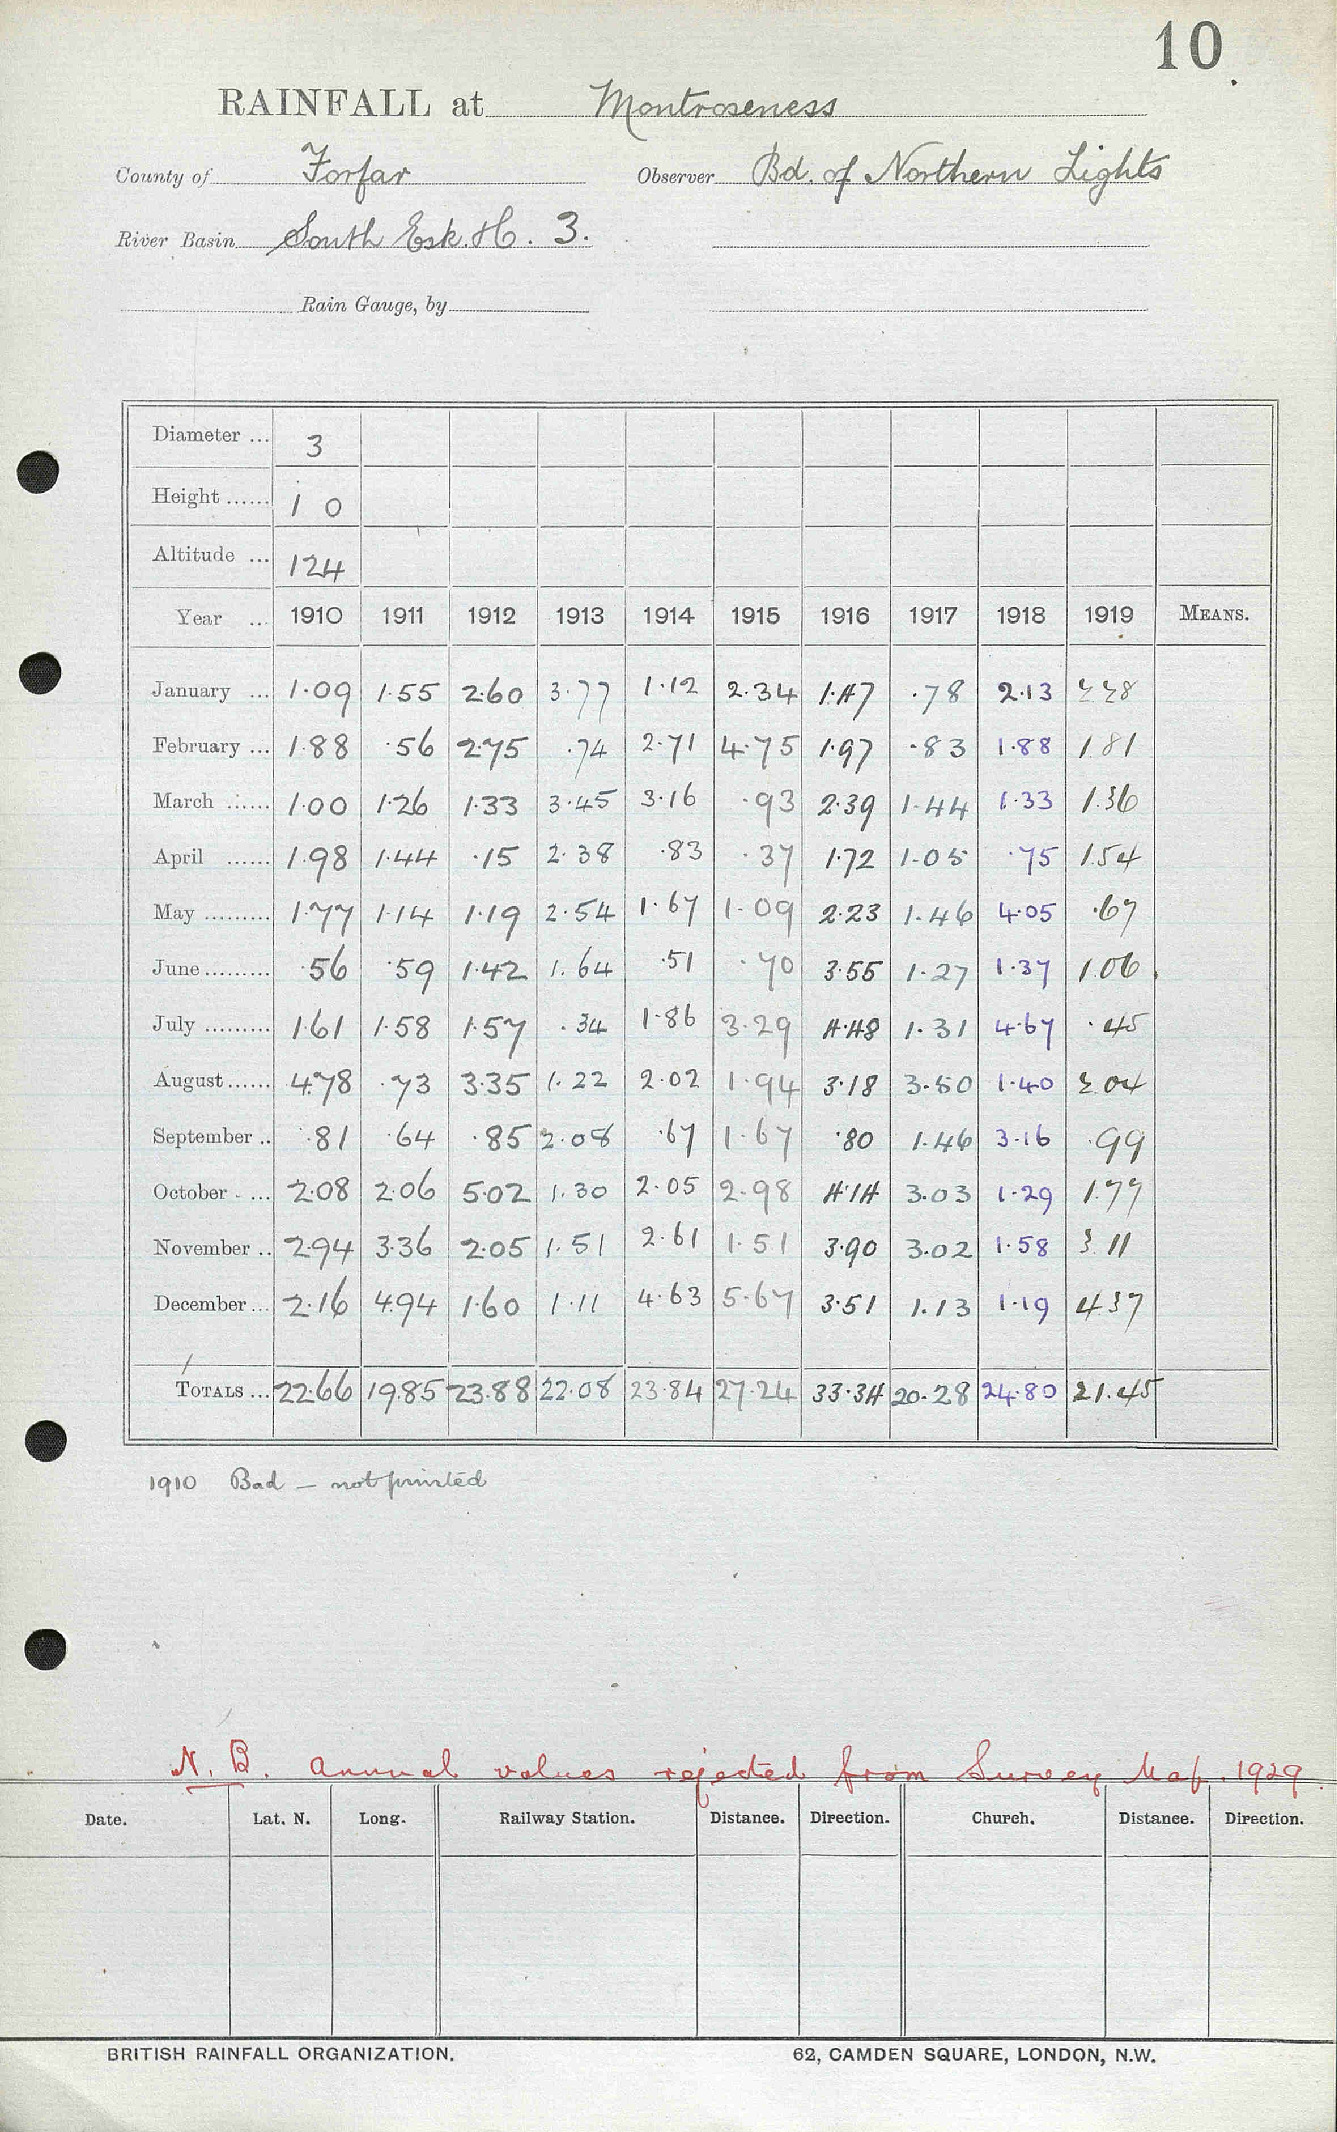 10
RAINFALL at Montroseness
County of Forfar Observer Bd. of Northern Lights
River Basin South Esk. H. 3.
Rain Gauge, by
Diameter ... 3
Height ...... 1 0
Altitude ... 124
Year ... 1910 1911 1912 1913 1914 1915 1916 1917 1918 1919 MEANS.
January ... 1.09 1.55 2.60 3.77 1.12 2.34 1.47 .78 2.13 2.28
February ... 1.88 .56 2.75 .74 2.71 4.75 1.97 .83 1.88 1.81
March ...... 1.00 1.26 1.33 3.45 3.16 .93 2.39 1.44 1.33 1.36
April ...... 1.98 1.44 .15 2.38 .83 .37 1.72 1.05 .75 1.54
May ......... 1.77 1.14 1.19 2.54 1.67 1.09 2.23 1.46 4.05 .67
June ......... .56 .59 1.42 1.64 .51 .70 3.55 1.27 1.37 1.06
July ......... 1.61 1.58 1.57 .34 1.86 3.29 4.48 1.31 4.67 .45
August ...... 4.78 .73 3.35 1.22 2.02 1.94 3.18 3.50 1.40 2.04
September .. .81 .64 .85 2.08 .67 1.67 .80 1.46 3.16 .99
October ... 2.08 2.06 5.02 1.30 2.05 2.98 4.14 3.03 1.29 1.77
November .. 2.94 3.36 2.05 1.51 2.61 1.51 3.90 3.02 1.58 3.11
December ... 2.16 4.94 1.60 1.11 4.63 5.67 3.51 1.13 1.19 4.37
TOTALS ... 22.66 19.85 23.88 22.08 23.84 27.24 33.34 20.28 24.80 21.45
1910 Bad – not printed
N. B. Annual values rejected from Survey Map. 1929
Date. Lat. N. Long. Railway Station. Distance. Direction. Church. Distance. Direction.
BRITISH RAINFALL ORGANIZATION. 62, CAMDEN SQUARE, LONDON, N.W.